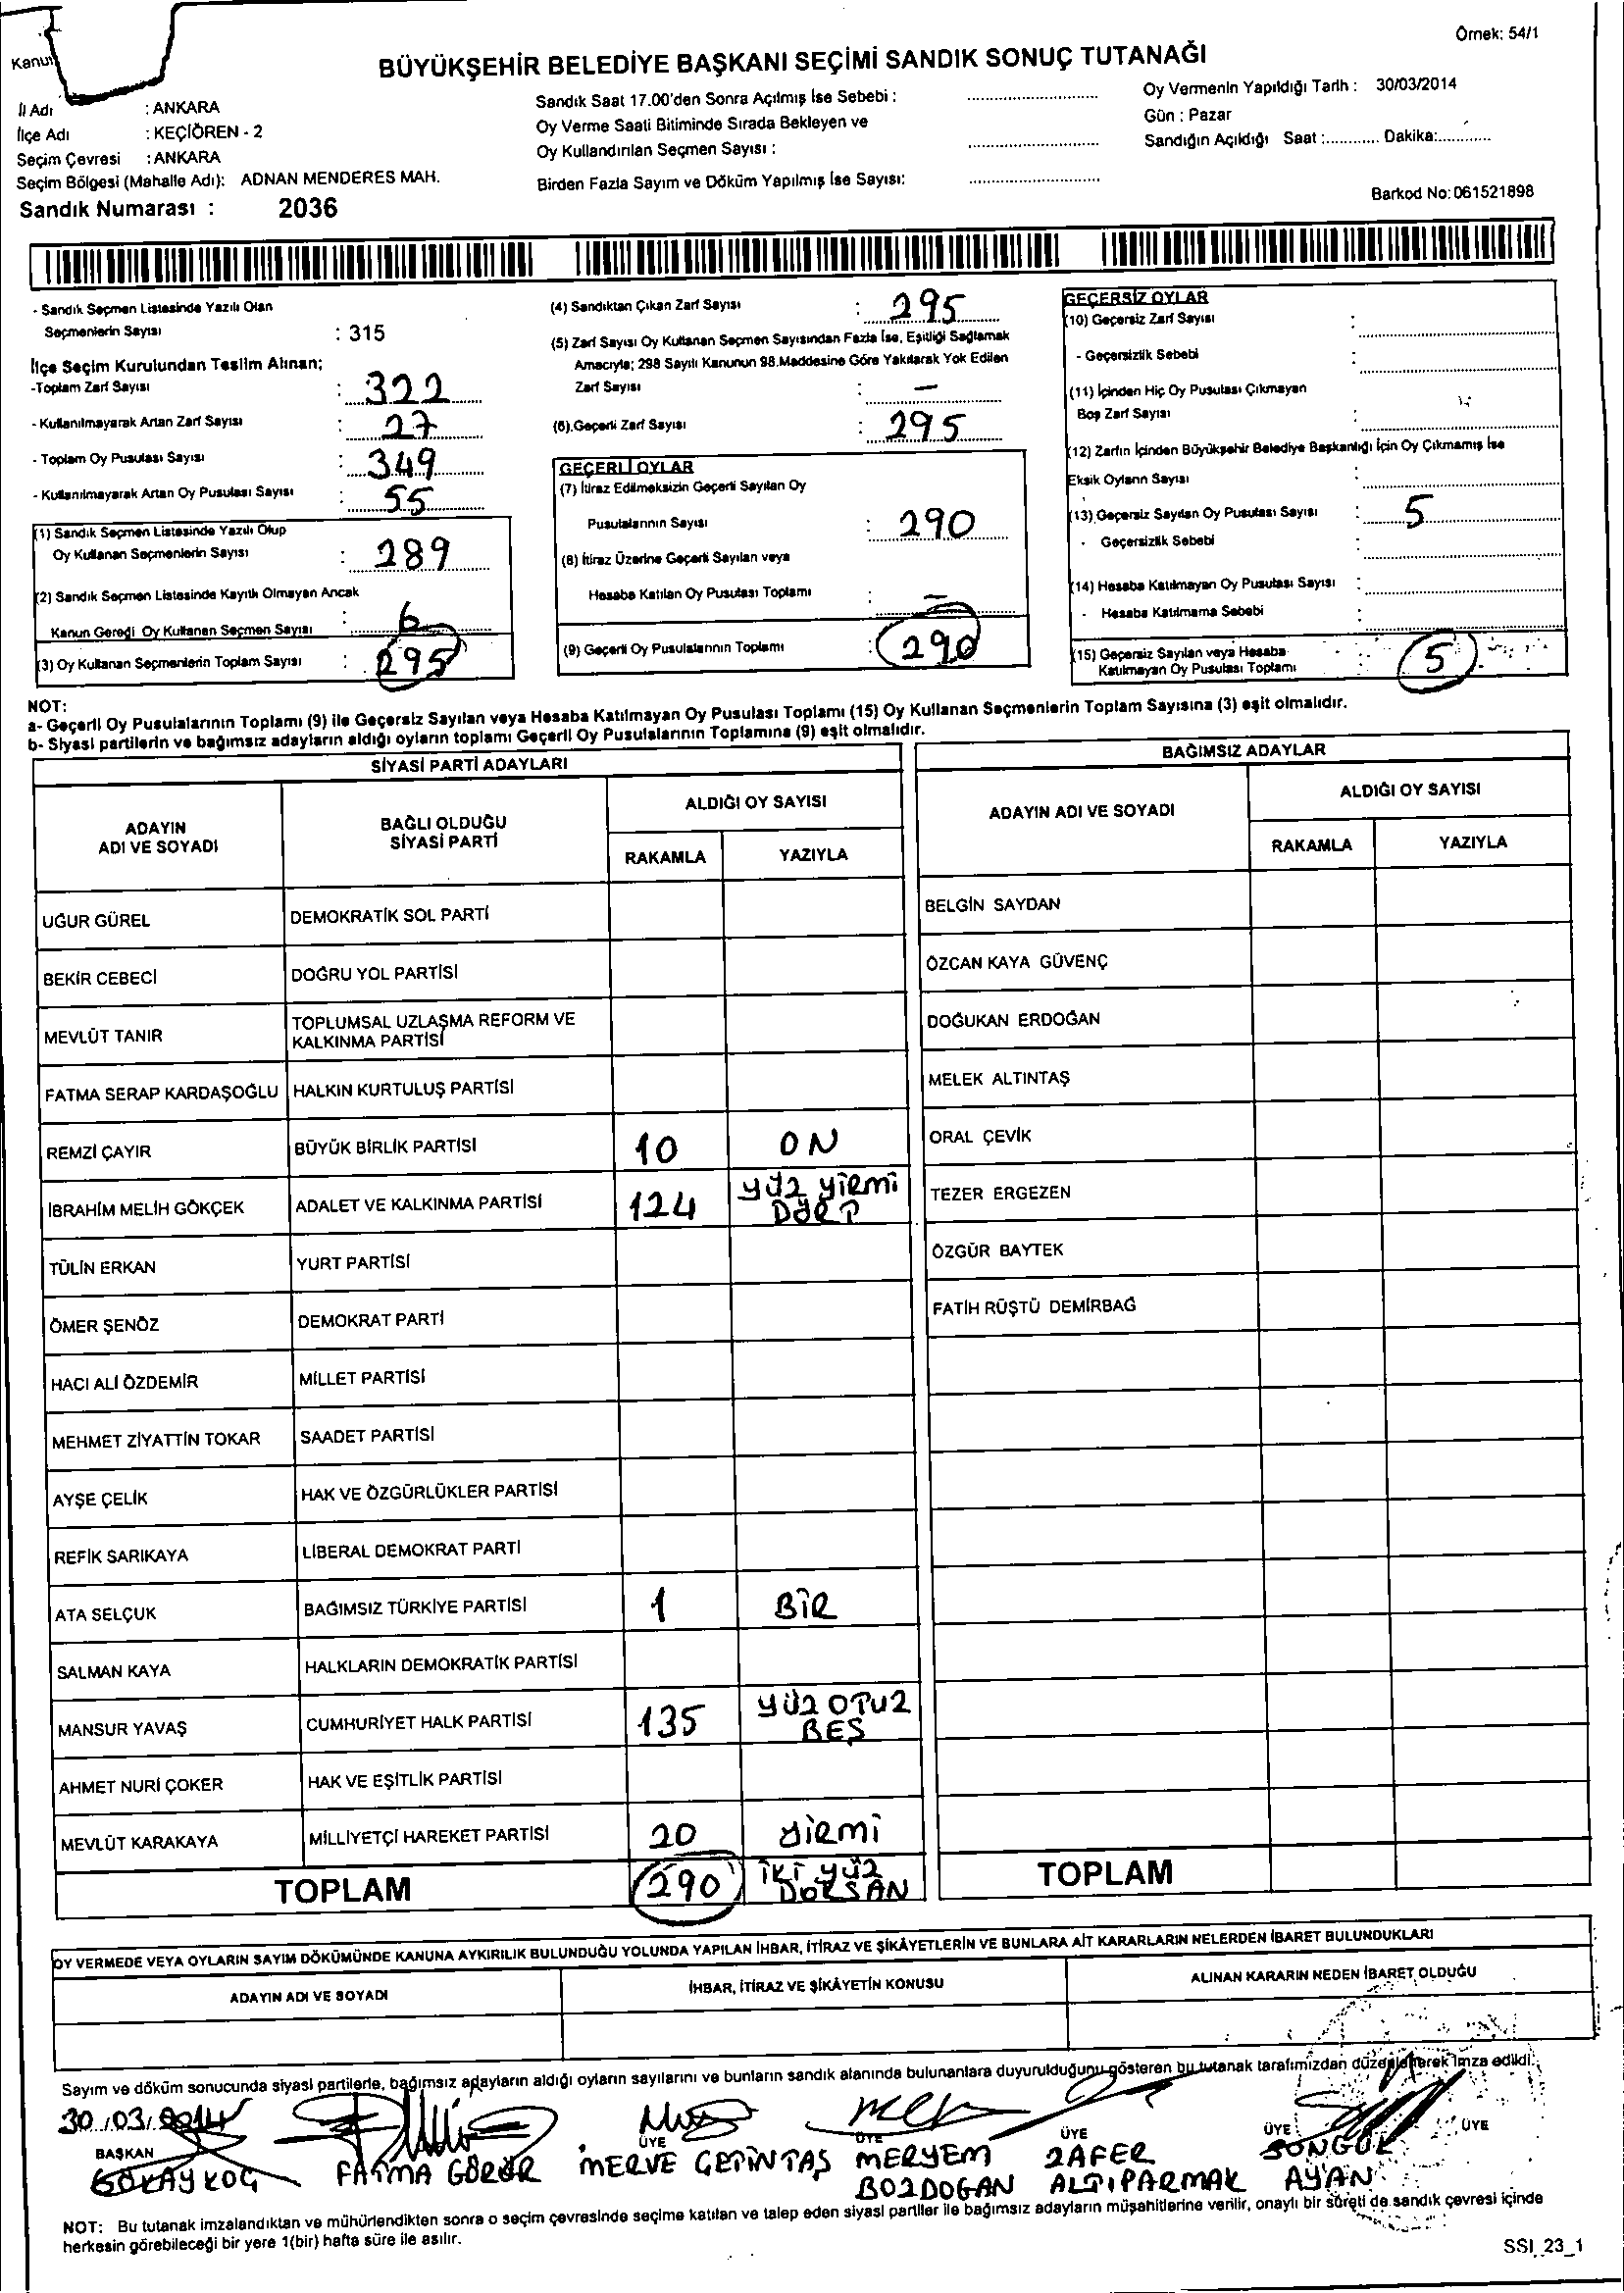 Örnek: 54/1
Kanu
BÜYÜKŞEHİR BELEDİYE BAŞKANI SEÇİMİ SANDIK SONUÇ TUTANAĞI
İl Adı : ANKARA
İlçe Adı : KEÇİÖREN - 2
Seçim Çevresi : ANKARA
Seçim Bölgesi (Mahalle Adı): ADNAN MENDERES MAH.
Sandık Numarası : 2036
Sandık Saat 17.00'den Sonra Açılmış İse Sebebi :
Oy Verme Saati Bitiminde Sırada Bekleyen ve
Oy Kullandırılan Seçmen Sayısı :
Birden Fazla Sayım ve Döküm Yapılmış İse Sayısı:
Oy Vermenin Yapıldığı Tarih : 30/03/2014
Gün : Pazar
Sandığın Açıldığı Saat :............ Dakika:............
Barkod No: 061521898
- Sandık Seçmen Listesinde Yazılı Olan
Seçmenlerin Sayısı : 315
İlçe Seçim Kurulundan Teslim Alınan;
-Toplam Zarf Sayısı : 322
- Kullanılmayarak Artan Zarf Sayısı : 27
- Toplam Oy Pusulası Sayısı : 349
- Kullanılmayarak Artan Oy Pusulası Sayısı : 55
(1) Sandık Seçmen Listesinde Yazılı Olup
Oy Kullanan Seçmenlerin Sayısı : 289
(2) Sandık Seçmen Listesinde Kayıtlı Olmayan Ancak
Kanun Geregi Oy Kullanan Seçmen Sayısı : 6
(3) Oy Kullanan Seçmenlerin Toplam Sayısı : 295
(4) Sandıktan Çıkan Zarf Sayısı : 295
(5) Zarf Sayısı Oy Kullanan Seçmen Sayısından Fazla İse, Eşitliği Sağlamak
Amacıyla; 298 Sayılı Kanunun 98.Maddesine Göre Yakılarak Yok Edilen
Zarf Sayısı : –
(6).Geçerli Zarf Sayısı : 295
GEÇERLİ OYLAR
(7) İtiraz Edilmeksizin Geçerli Sayılan Oy
Pusulalarının Sayısı : 290
(8) İtiraz Üzerine Geçerli Sayılan veya
Hesaba Katılan Oy Pusulası Toplamı : –
(9) Geçerli Oy Pusulalarının Toplamı : 290
GEÇERSİZ OYLAR
(10) Geçersiz Zarf Sayısı :
- Geçersizlik Sebebi :
(11) İçinden Hiç Oy Pusulası Çıkmayan
Boş Zarf Sayısı :
(12) Zarfın İçinden Büyükşehir Belediye Başkanlığı İçin Oy Çıkmamış İse
Eksik Oyların Sayısı :
(13) Geçersiz Sayılan Oy Pusulası Sayısı : 5
- Geçersizlik Sebebi :
(14) Hesaba Katılmayan Oy Pusulası Sayısı :
- Hesaba Katılmama Sebebi :
(15) Geçersiz Sayılan veya Hesaba
Katılmayan Oy Pusulası Toplamı : 5
NOT:
a- Geçerli Oy Pusulalarının Toplamı (9) ile Geçersiz Sayılan veya Hesaba Katılmayan Oy Pusulası Toplamı (15) Oy Kullanan Seçmenlerin Toplam Sayısına (3) eşit olmalıdır.
b- Siyasi partilerin ve bağımsız adayların aldığı oyların toplamı Geçerli Oy Pusulalarının Toplamına (9) eşit olmalıdır.
SİYASİ PARTİ ADAYLARI
ADAYIN ADI VE SOYADI
BAĞLI OLDUĞU SİYASİ PARTİ
ALDIĞI OY SAYISI
RAKAMLA YAZIYLA
UĞUR GÜREL DEMOKRATİK SOL PARTİ
BEKİR CEBECİ DOĞRU YOL PARTİSİ
MEVLÜT TANIR TOPLUMSAL UZLAŞMA REFORM VE
KALKINMA PARTİSİ
FATMA SERAP KARDAŞOĞLU HALKIN KURTULUŞ PARTİSİ
REMZİ ÇAYIR BÜYÜK BİRLİK PARTİSİ 10 ON
İBRAHİM MELİH GÖKÇEK ADALET VE KALKINMA PARTİSİ 124 YÜZ YİRMİ
DÖRT
TÜLİN ERKAN YURT PARTİSİ
ÖMER ŞENÖZ DEMOKRAT PARTİ
HACI ALİ ÖZDEMİR MİLLET PARTİSİ
MEHMET ZİYATTİN TOKAR SAADET PARTİSİ
AYŞE ÇELİK HAK VE ÖZGÜRLÜKLER PARTİSİ
REFİK SARIKAYA LİBERAL DEMOKRAT PARTİ
ATA SELÇUK BAĞIMSIZ TÜRKİYE PARTİSİ 1 BİR
SALMAN KAYA HALKLARIN DEMOKRATİK PARTİSİ
MANSUR YAVAŞ CUMHURİYET HALK PARTİSİ 135 YÜZ OTUZ
BEŞ
AHMET NURİ ÇOKER HAK VE EŞİTLİK PARTİSİ
MEVLÜT KARAKAYA MİLLİYETÇİ HAREKET PARTİSİ 20 YİRMİ
TOPLAM 290 İKİ YÜZ
DOKSAN
BAĞIMSIZ ADAYLAR
ADAYIN ADI VE SOYADI
ALDIĞI OY SAYISI
RAKAMLA YAZIYLA
BELGİN SAYDAN
ÖZCAN KAYA GÜVENÇ
DOĞUKAN ERDOĞAN
MELEK ALTINTAŞ
ORAL ÇEVİK
TEZER ERGEZEN
ÖZGÜR BAYTEK
FATİH RÜŞTÜ DEMİRBAĞ
TOPLAM
OY VERMEDE VEYA OYLARIN SAYIM DÖKÜMÜNDE KANUNA AYKIRILIK BULUNDUĞU YOLUNDA YAPILAN İHBAR, İTİRAZ VE ŞİKÂYETLERİN VE BUNLARA AİT KARARLARIN NELERDEN İBARET BULUNDUKLARI
ADAYIN ADI VE SOYADI İHBAR, İTİRAZ VE ŞİKÂYETİN KONUSU ALINAN KARARIN NEDEN İBARET OLDUĞU
Sayım ve döküm sonucunda siyasi partilerle, bağımsız adayların aldığı oyların sayılarını ve bunların sandık alanında bulunanlara duyurulduğunu gösteren bu tutanak tarafımızdan düzenlenerek imza edildi.
30./03/2014
BAŞKAN ÜYE ÜYE ÜYE ÜYE ÜYE
GÖKAY KOÇ FATMA GÖRÜR MERVE ÇETİNTAŞ MERYEM ZAFER SONGÜL
BOZDOGAN ALTIPARMAK AYAN
NOT: Bu tutanak imzalandıktan ve mühürlendikten sonra o seçim çevresinde seçime katılan ve talep eden siyasi partiler ile bağımsız adayların müşahitlerine verilir, onaylı bir sûreti de sandık çevresi içinde
herkesin görebileceği bir yere 1(bir) hafta süre ile asılır.
SSI_23_1